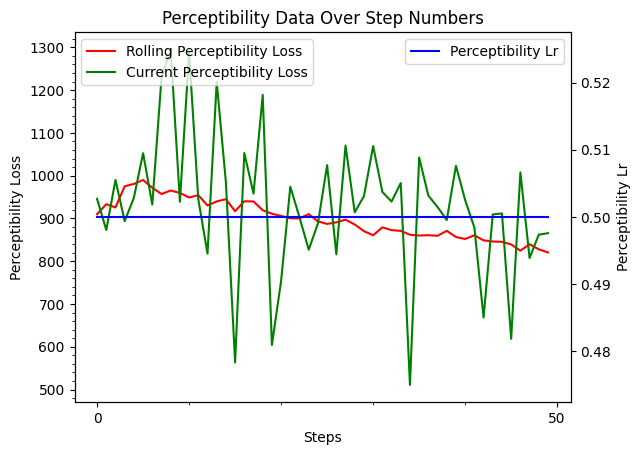 Perceptibility Data Over Step Numbers
Rolling Perceptibility Loss
Current Perceptibility Loss
Perceptibility Lr
1300
1200
1100
1000
900
800
700
600
500
Perceptibility Loss
0.52
0.51
0.50
0.49
0.48
Perceptibility Lr
0
50
Steps